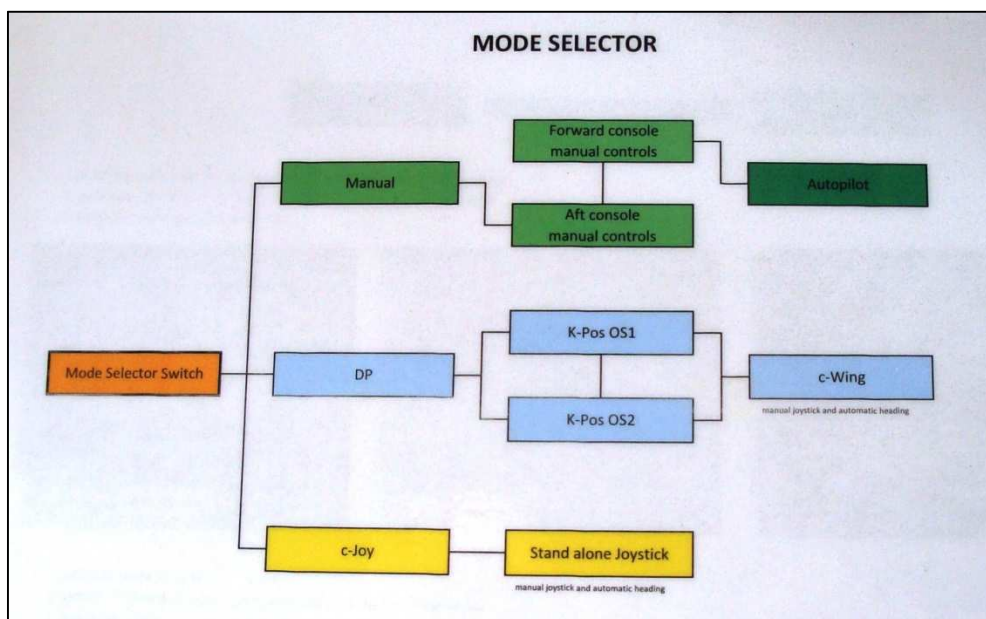 MODE SELECTOR
Forward console
manual controls
Manual
Autopilot
Aft console
manual controls
K-Pos OS1
Mode Selector Switch
DP
c-Wing
manual joystick and automatic heading
K-Pos OS2
c-Joy
Stand alone Joystick
manual joystick and automatic heading